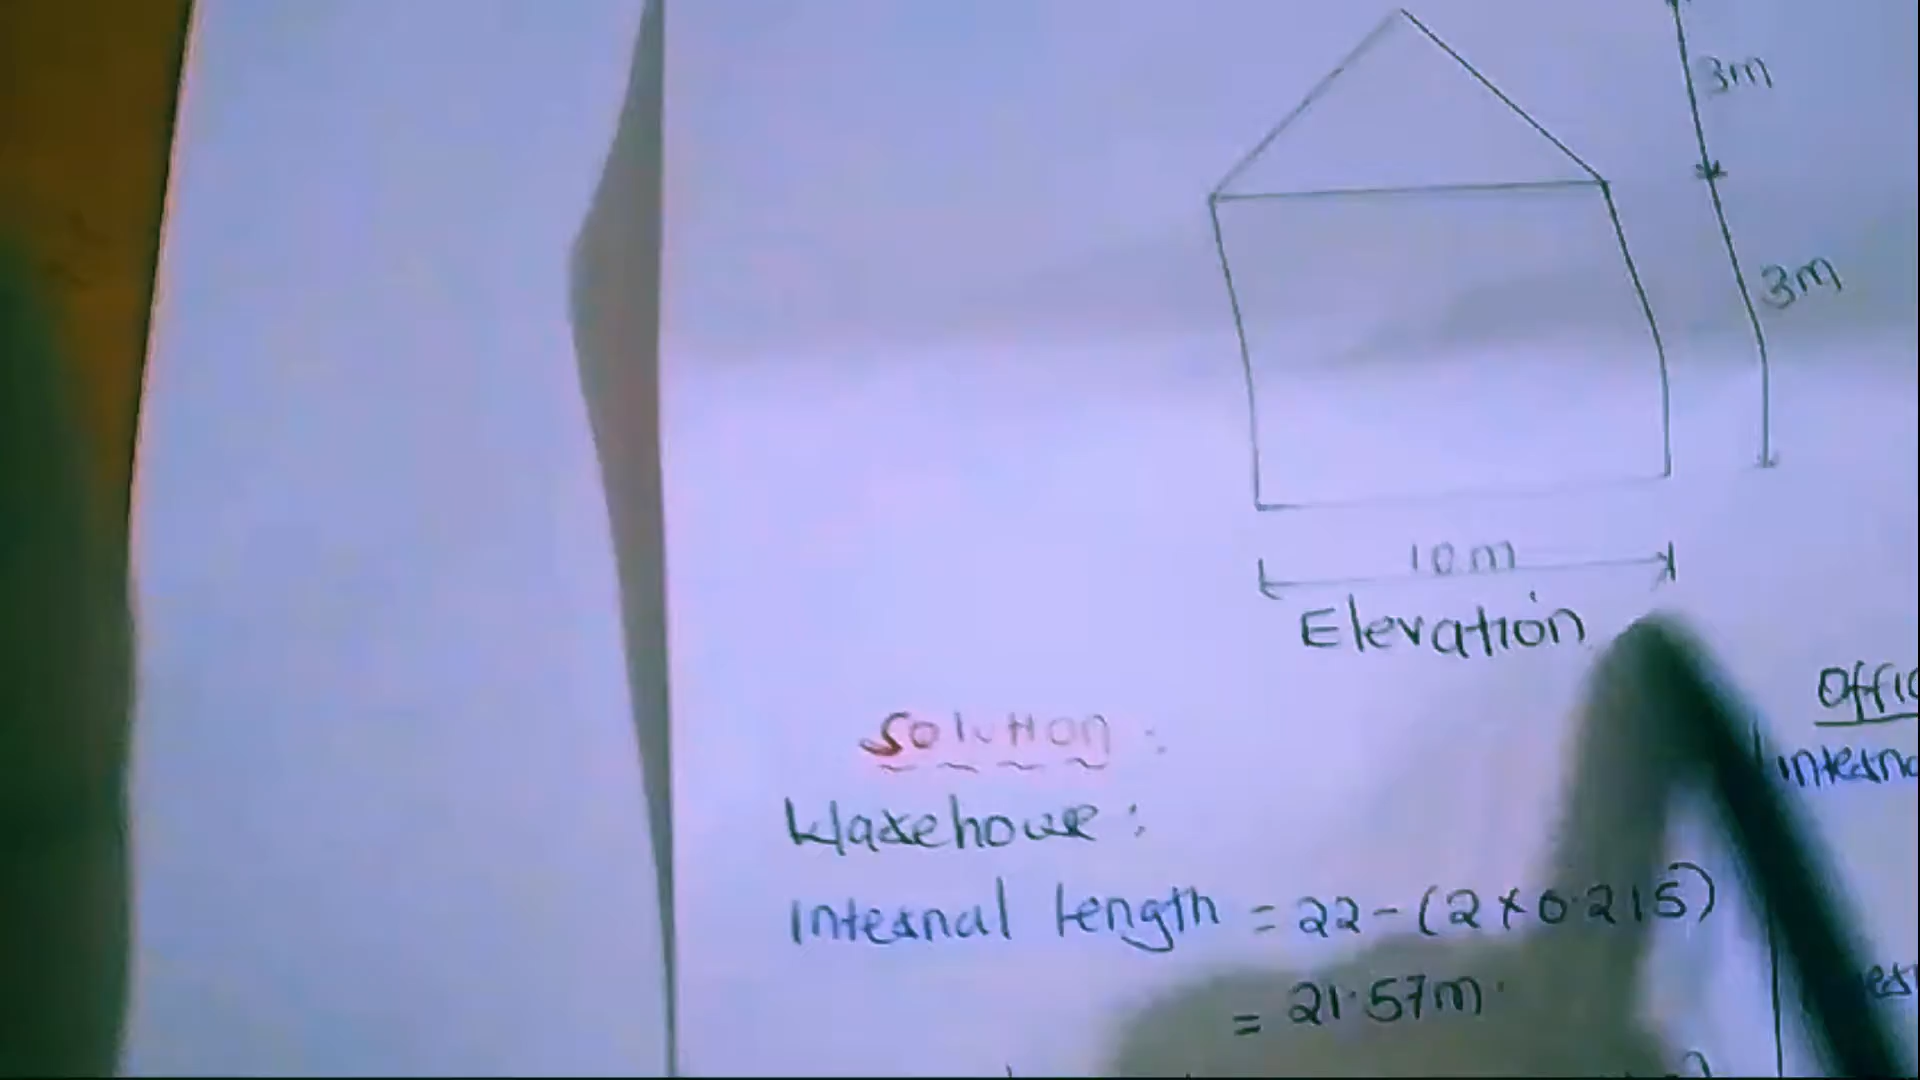 3m
3m
10m
Elevation
Solution:
Warehouse:
Internal length = 22-(2×0.215)
= 21.57m.